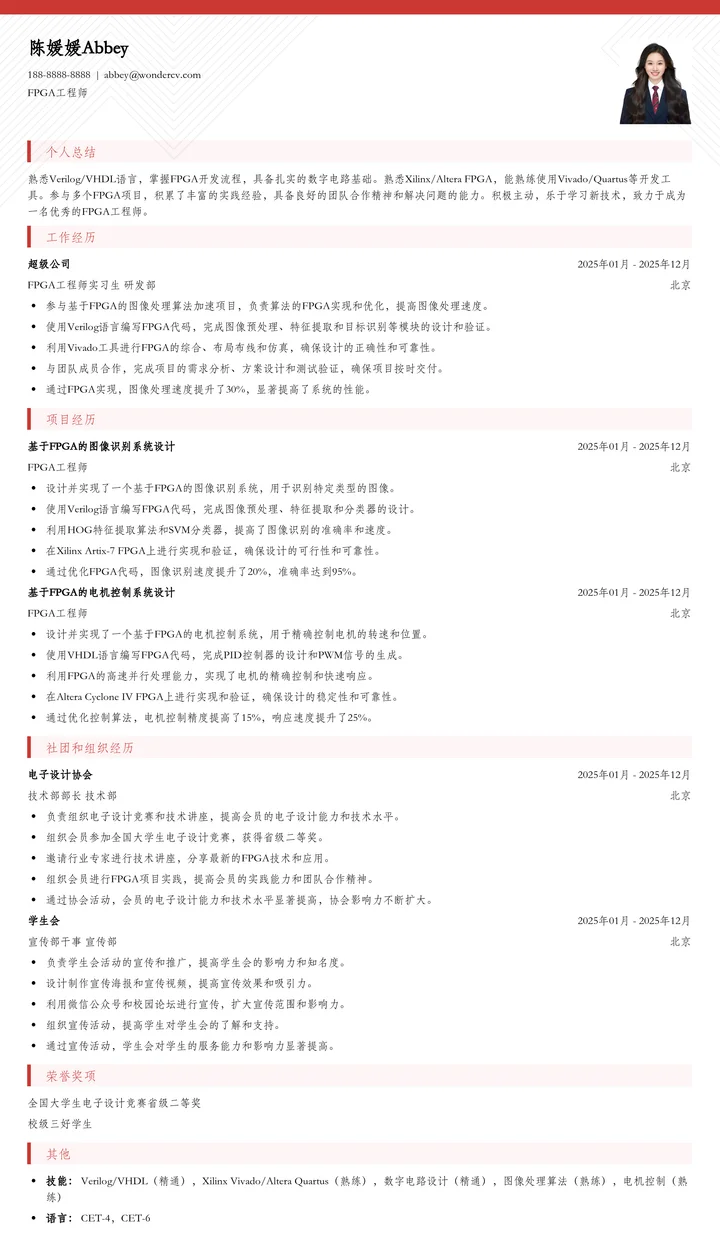 陈媛媛Abbey
188-8888-8888 | abbey@wondercv.com
FPGA工程师
个人总结
熟悉Verilog/VHDL语言，掌握FPGA开发流程，具备扎实的数字电路基础。熟悉Xilinx/Altera FPGA，能熟练使用Vivado/Quartus等开发工
具。参与多个FPGA项目，积累了丰富的实践经验，具备良好的团队合作精神和解决问题的能力。积极主动，乐于学习新技术，致力于成为
一名优秀的FPGA工程师。
工作经历
超级公司 2025年01月 - 2025年12月
FPGA工程师实习生 研发部 北京
• 参与基于FPGA的图像处理算法加速项目，负责算法的FPGA实现和优化，提高图像处理速度。
• 使用Verilog语言编写FPGA代码，完成图像预处理、特征提取和目标识别等模块的设计和验证。
• 利用Vivado工具进行FPGA的综合、布局布线和仿真，确保设计的正确性和可靠性。
• 与团队成员合作，完成项目的需求分析、方案设计和测试验证，确保项目按时交付。
• 通过FPGA实现，图像处理速度提升了30%，显著提高了系统的性能。
项目经历
基于FPGA的图像识别系统设计 2025年01月 - 2025年12月
FPGA工程师 北京
• 设计并实现了一个基于FPGA的图像识别系统，用于识别特定类型的图像。
• 使用Verilog语言编写FPGA代码，完成图像预处理、特征提取和分类器的设计。
• 利用HOG特征提取算法和SVM分类器，提高了图像识别的准确率和速度。
• 在Xilinx Artix-7 FPGA上进行实现和验证，确保设计的可行性和可靠性。
• 通过优化FPGA代码，图像识别速度提升了20%，准确率达到95%。
基于FPGA的电机控制系统设计 2025年01月 - 2025年12月
FPGA工程师 北京
• 设计并实现了一个基于FPGA的电机控制系统，用于精确控制电机的转速和位置。
• 使用VHDL语言编写FPGA代码，完成PID控制器的设计和PWM信号的生成。
• 利用FPGA的高速并行处理能力，实现了电机的精确控制和快速响应。
• 在Altera Cyclone IV FPGA上进行实现和验证，确保设计的稳定性和可靠性。
• 通过优化控制算法，电机控制精度提高了15%，响应速度提升了25%。
社团和组织经历
电子设计协会 2025年01月 - 2025年12月
技术部部长 技术部 北京
• 负责组织电子设计竞赛和技术讲座，提高会员的电子设计能力和技术水平。
• 组织会员参加全国大学生电子设计竞赛，获得省级二等奖。
• 邀请行业专家进行技术讲座，分享最新的FPGA技术和应用。
• 组织会员进行FPGA项目实践，提高会员的实践能力和团队合作精神。
• 通过协会活动，会员的电子设计能力和技术水平显著提高，协会影响力不断扩大。
学生会 2025年01月 - 2025年12月
宣传部干事 宣传部 北京
• 负责学生会活动的宣传和推广，提高学生会的影响力和知名度。
• 设计制作宣传海报和宣传视频，提高宣传效果和吸引力。
• 利用微信公众号和校园论坛进行宣传，扩大宣传范围和影响力。
• 组织宣传活动，提高学生对学生会的了解和支持。
• 通过宣传活动，学生会对学生的服务能力和影响力显著提高。
荣誉奖项
全国大学生电子设计竞赛省级二等奖
校级三好学生
其他
• 技能： Verilog/VHDL（精通）, Xilinx Vivado/Altera Quartus（熟练）, 数字电路设计（精通）, 图像处理算法（熟练）, 电机控制（熟
练）
• 语言： CET-4，CET-6